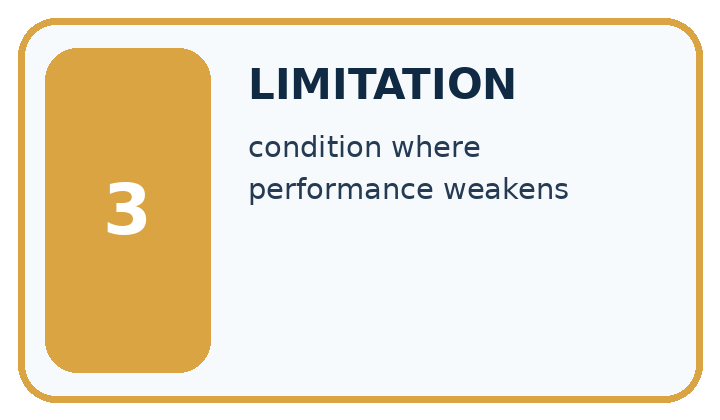 3
LIMITATION
condition where
performance weakens